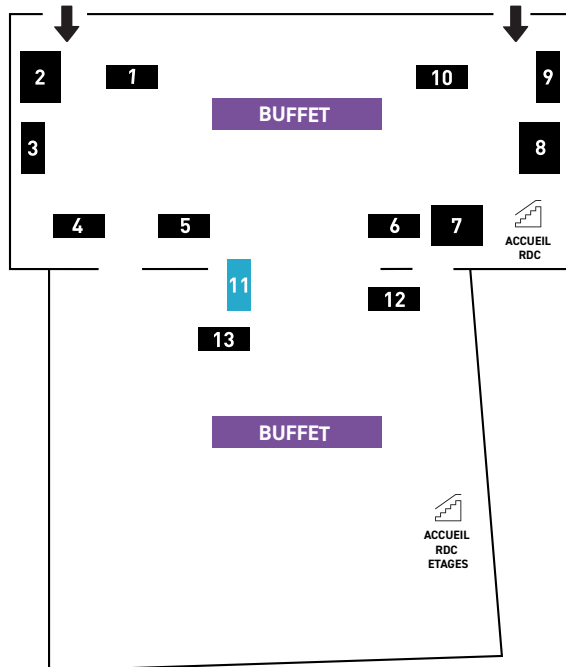 2
1
10
9
BUFFET
3
8
4
5
6
7
ACCUEIL
RDC
11
12
13
BUFFET
ACCUEIL
RDC
ETAGES